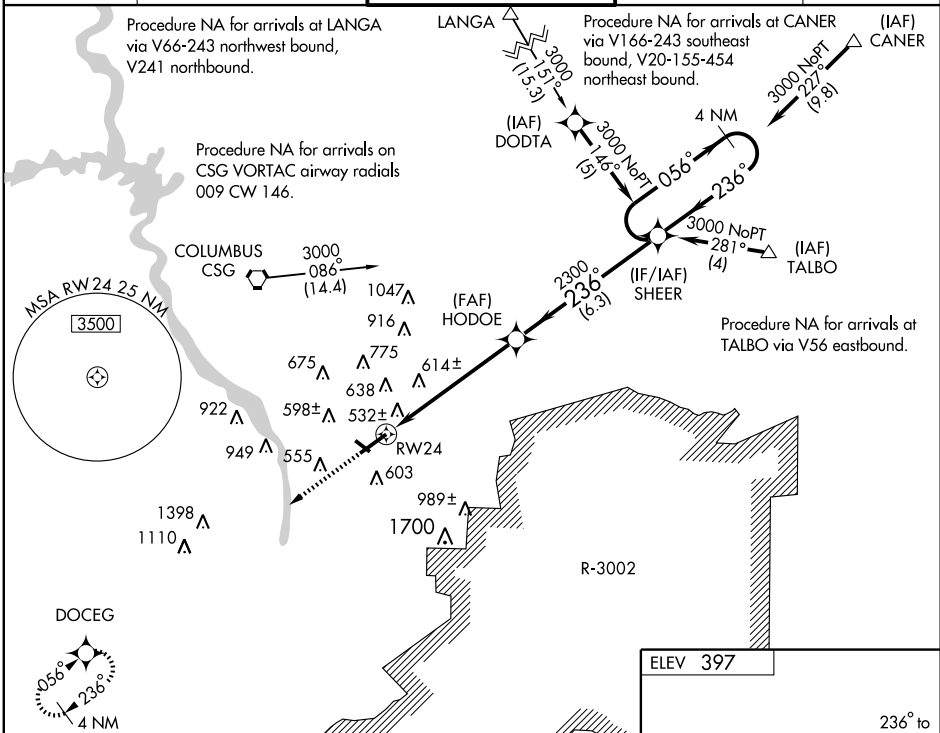 Procedure NA for arrivals at LANGA
via V66-243 northwest bound,
V241 northbound.
LANGA
3000
151°
(15.3)
Procedure NA for arrivals at CANER
via V166-243 southeast
bound, V20-155-454
northeast bound.
(IAF)
CANER
3000 NoPT
227°
(9.8)
4 NM
(IAF)
DODTA
3000 NoPT
146°
(5)
056°
236°
Procedure NA for arrivals on
CSG VORTAC airway radials
009 CW 146.
3000 NoPT
281°
(4)
(IAF)
TALBO
COLUMBUS
CSG
3000
086°
(14.4)
(IF/IAF)
SHEER
2300
236°
(6.3)
MSA RW24 25 NM
3500
1047
(FAF)
HODOE
916
Procedure NA for arrivals at
TALBO via V56 eastbound.
775
675
614±
638
922
598±
532±
949
555
RW24
603
989±
1398
1700
1110
R-3002
DOCEG
056°
236°
4 NM
ELEV 397
236° to